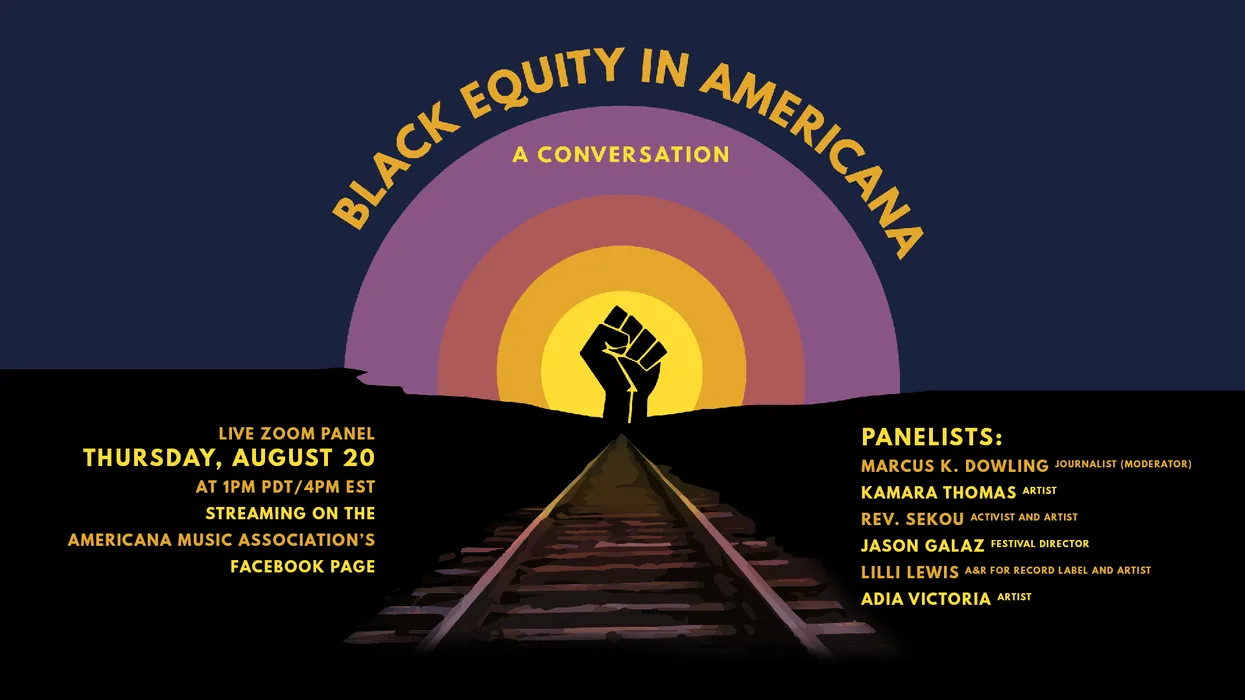 BLACK EQUITY IN AMERICANA
A CONVERSATION
LIVE ZOOM PANEL
THURSDAY, AUGUST 20
AT 1PM PDT/4PM EST
STREAMING ON THE
AMERICANA MUSIC ASSOCIATION'S
FACEBOOK PAGE
PANELISTS:
MARCUS K. DOWLING JOURNALIST (MODERATOR)
KAMARA THOMAS ARTIST
REV. SEKOU ACTIVIST AND ARTIST
JASON GALAZ FESTIVAL DIRECTOR
LILLI LEWIS A&R FOR RECORD LABEL AND ARTIST
ADIA VICTORIA ARTIST